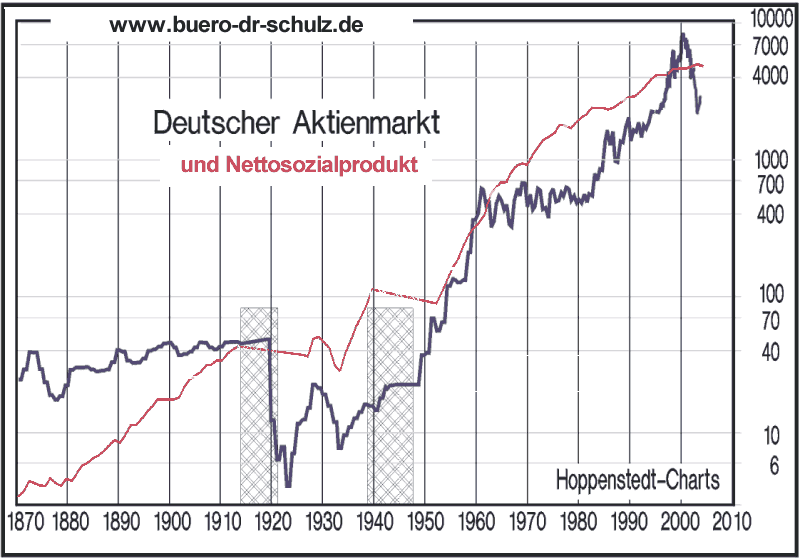 www.buero-dr-schulz.de
Deutscher Aktienmarkt
und Nettosozialprodukt
10000
7000
4000
1000
700
400
100
70
40
10
6
Hoppenstedt-Charts
1870 1880 1890 1900 1910 1920 1930 1940 1950 1960 1970 1980 1990 2000 2010